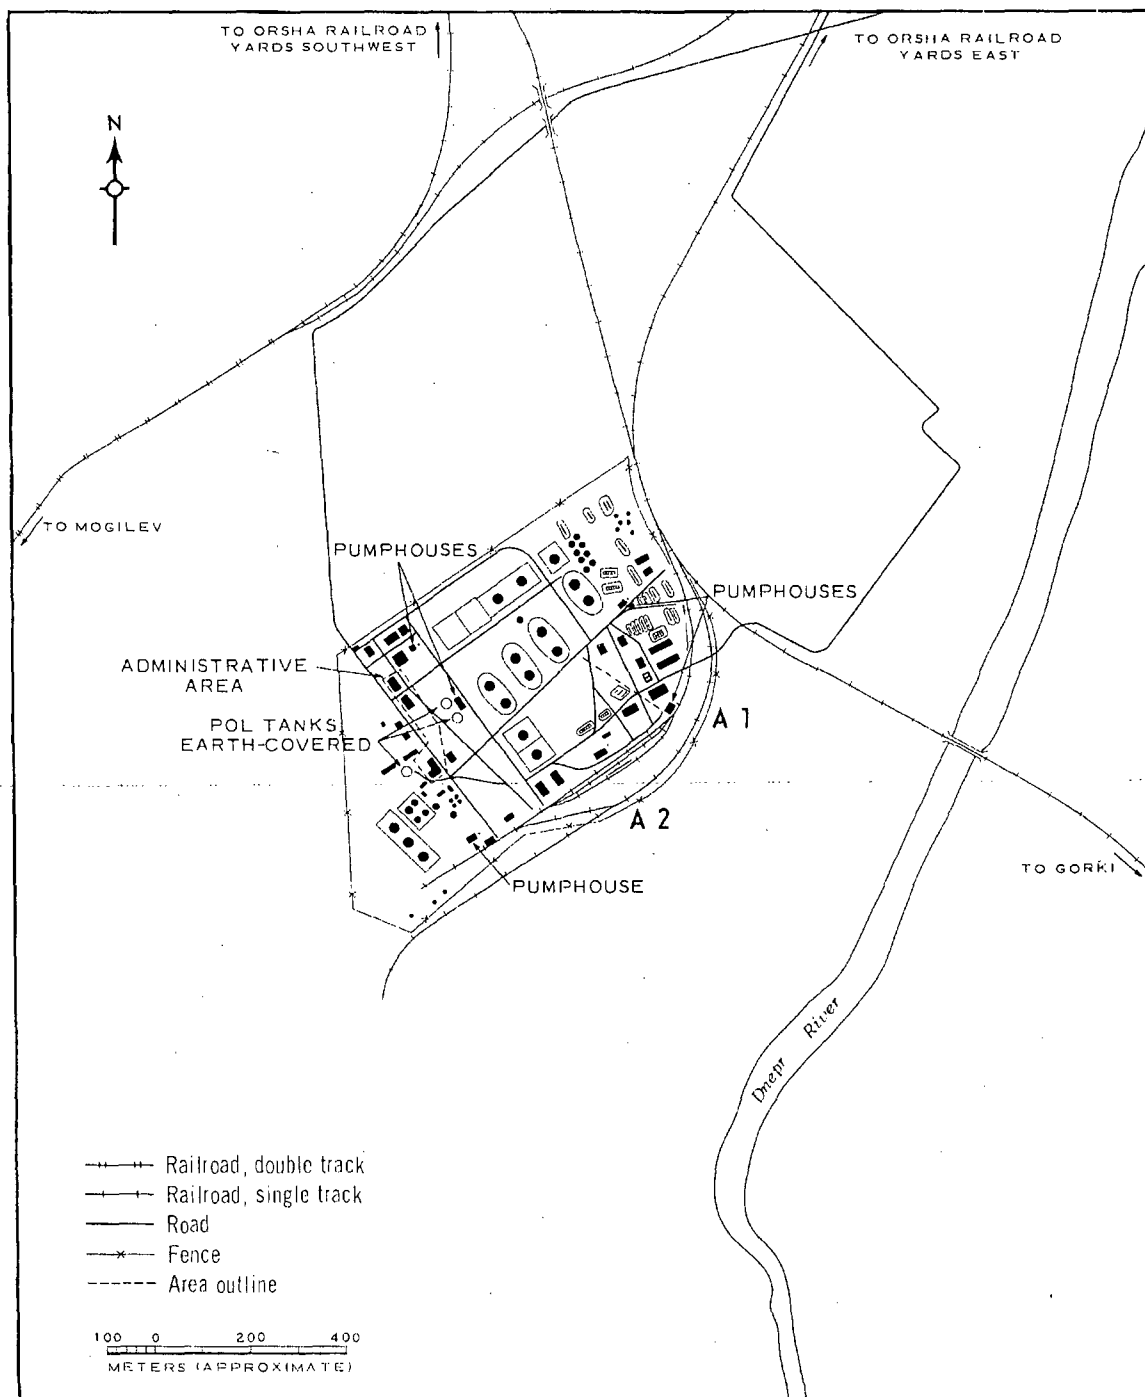 TO ORSHA RAILROAD
YARDS SOUTHWEST
TO ORSHA RAILROAD
YARDS EAST
N
TO MOGILEV
PUMPHOUSES
PUMPHOUSES
ADMINISTRATIVE
AREA
POL TANKS
EARTH-COVERED
A 1
A 2
PUMPHOUSE
TO GORKI
Dnepr River
Railroad, double track
Railroad, single track
Road
Fence
Area outline
100 0 200 400
METERS (APPROXIMATE)